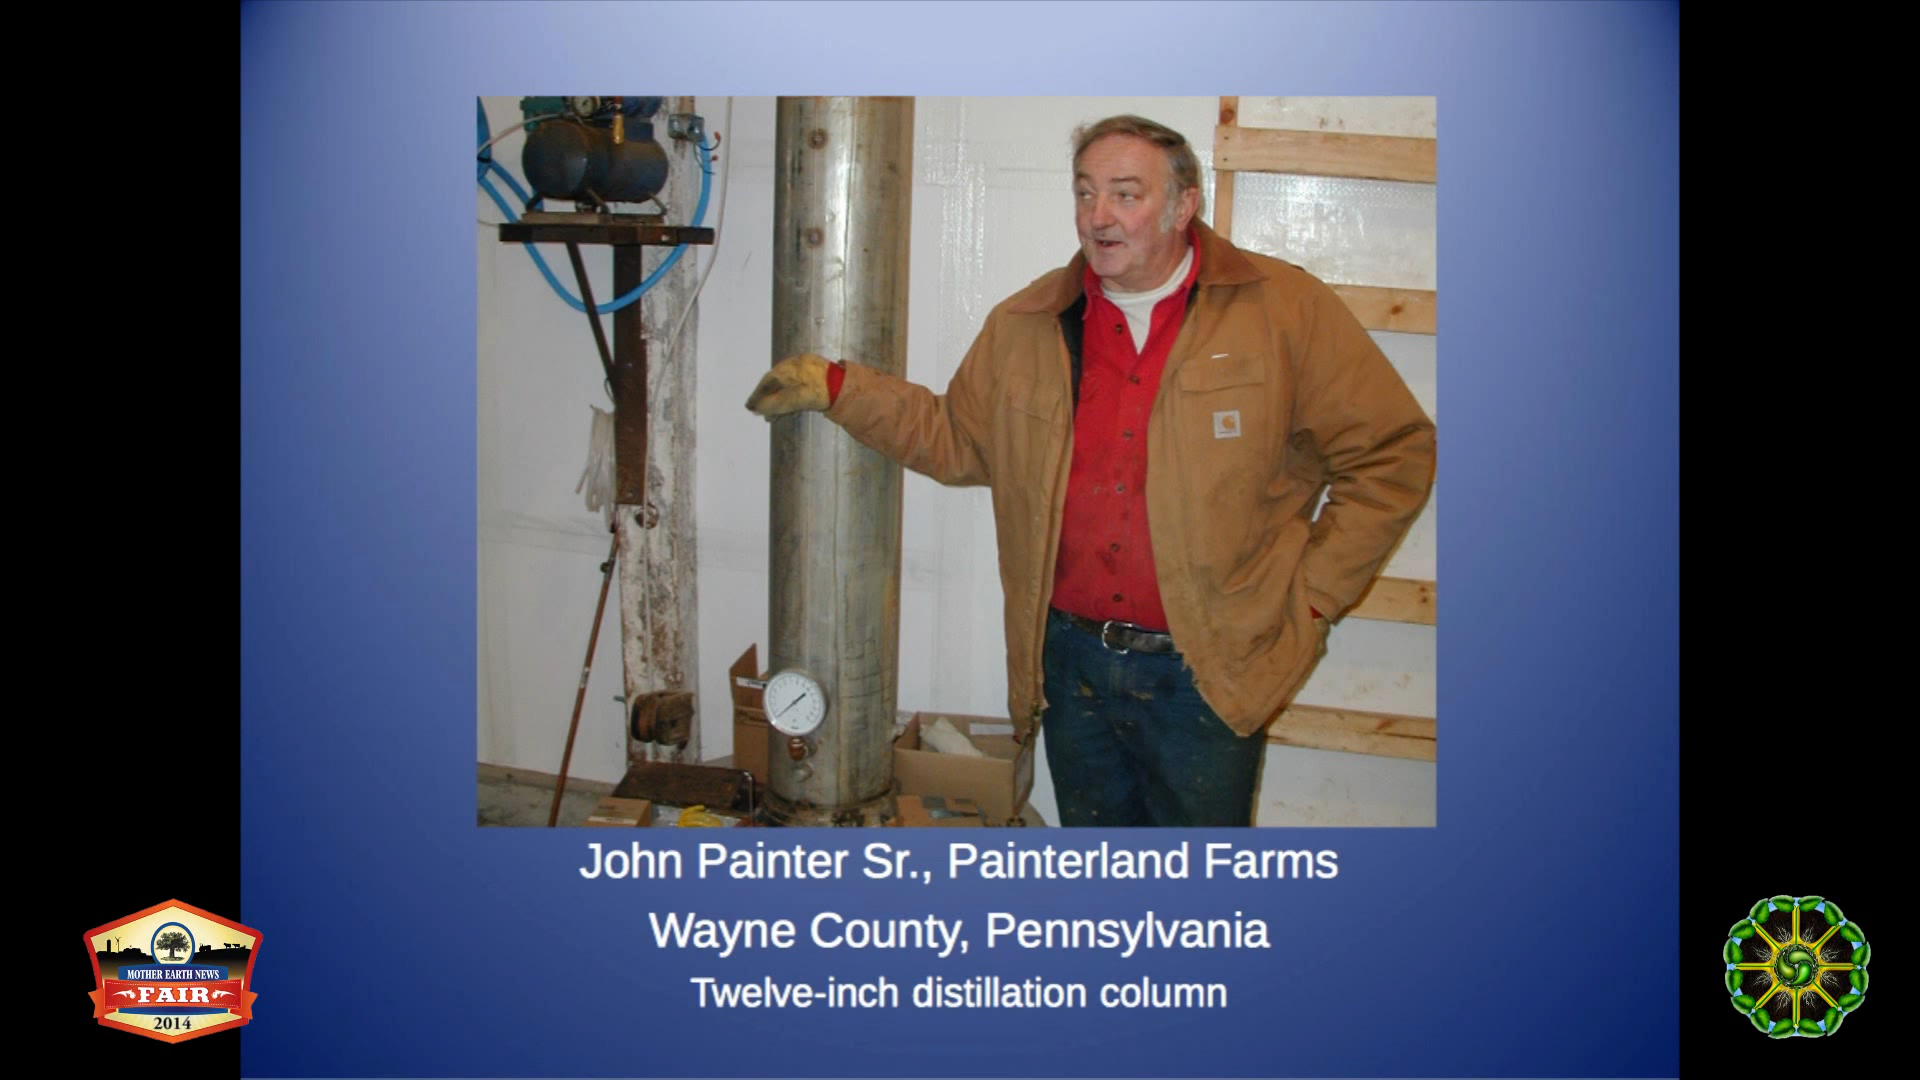 John Painter Sr., Painterland Farms
Wayne County, Pennsylvania
Twelve-inch distillation column
MOTHER EARTH NEWS
FAIR
2014